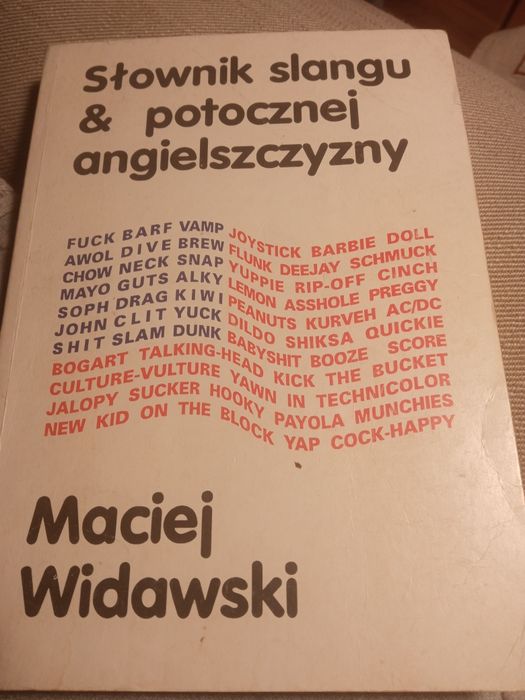 Słownik slangu
& potocznej
angielszczyzny
FUCK BARF VAMP JOYSTICK BARBIE DOLL
AWOL DIVE BREW FLUNK DEEJAY SCHMUCK
CHOW NECK SNAP YUPPIE RIP-OFF CINCH
MAYO GUTS ALKY LEMON ASSHOLE PREGGY
SOPH DRAG KIWI PEANUTS KURVEH AC/DC
JOHN CLIT YUCK DILDO SHIKSA QUICKIE
SHIT SLAM DUNK BABYSHIT BOOZE SCORE
BOGART TALKING-HEAD KICK THE BUCKET
CULTURE-VULTURE YAWN IN TECHNICOLOR
JALOPY SUCKER HOOKY PAYOLA MUNCHIES
NEW KID ON THE BLOCK YAP COCK-HAPPY
Maciej
Widawski